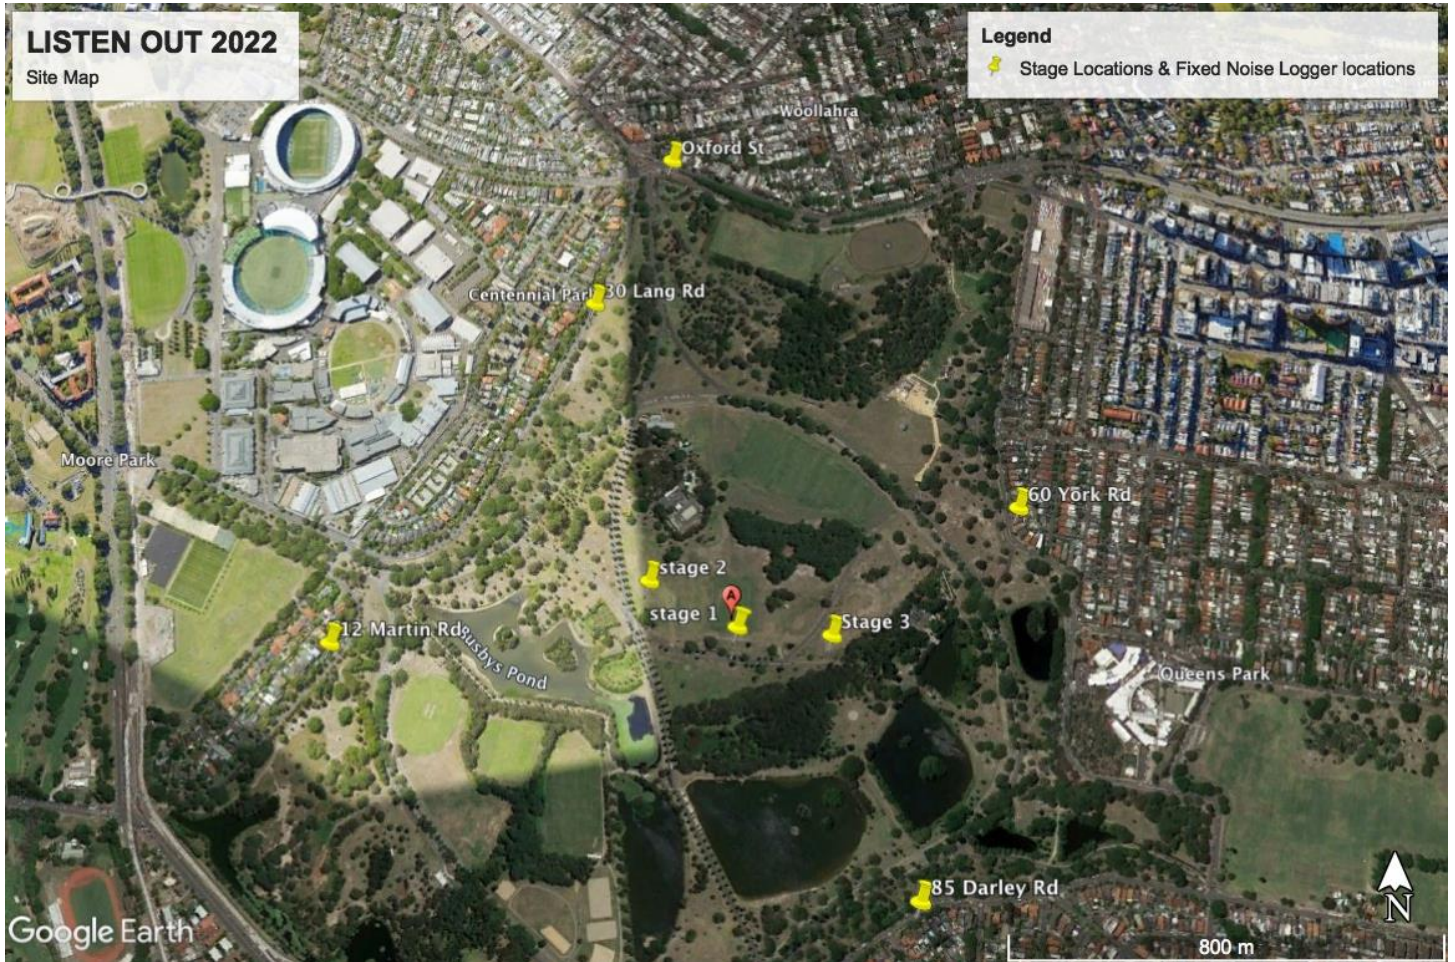 LISTEN OUT 2022
Site Map
Legend
Stage Locations & Fixed Noise Logger locations
Woollahra
Oxford St
Centennial Park
30 Lang Rd
Moore Park
60 York Rd
stage 2
A
stage 1
Stage 3
12 Martin Rd
Busbys Pond
Queens Park
85 Darley Rd
N
Google Earth
800 m